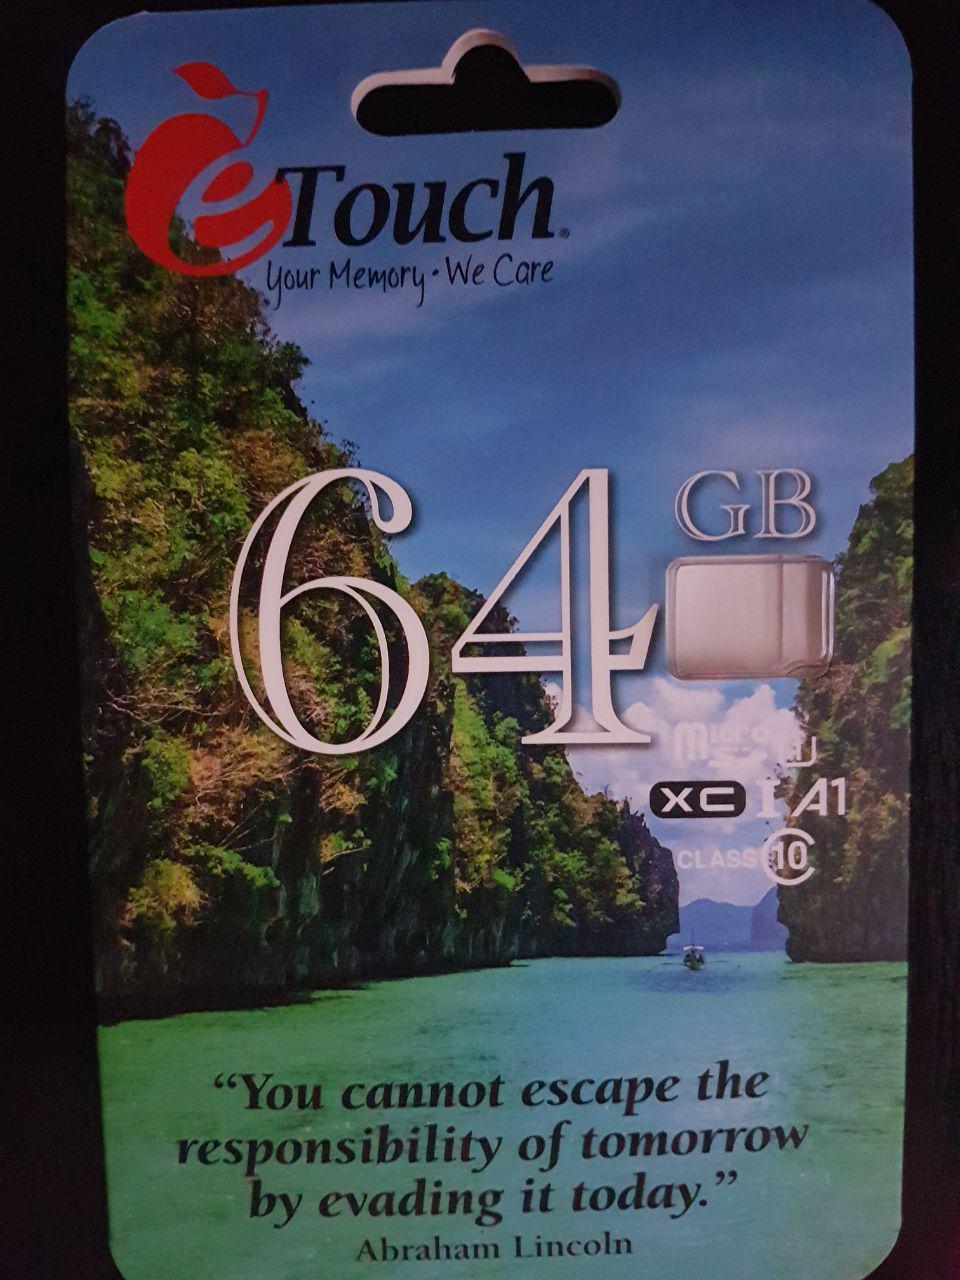 eTouch®
Your Memory • We Care
64 GB
Micro
XC I A1
CLASS 10
“You cannot escape the
responsibility of tomorrow
by evading it today.”
Abraham Lincoln